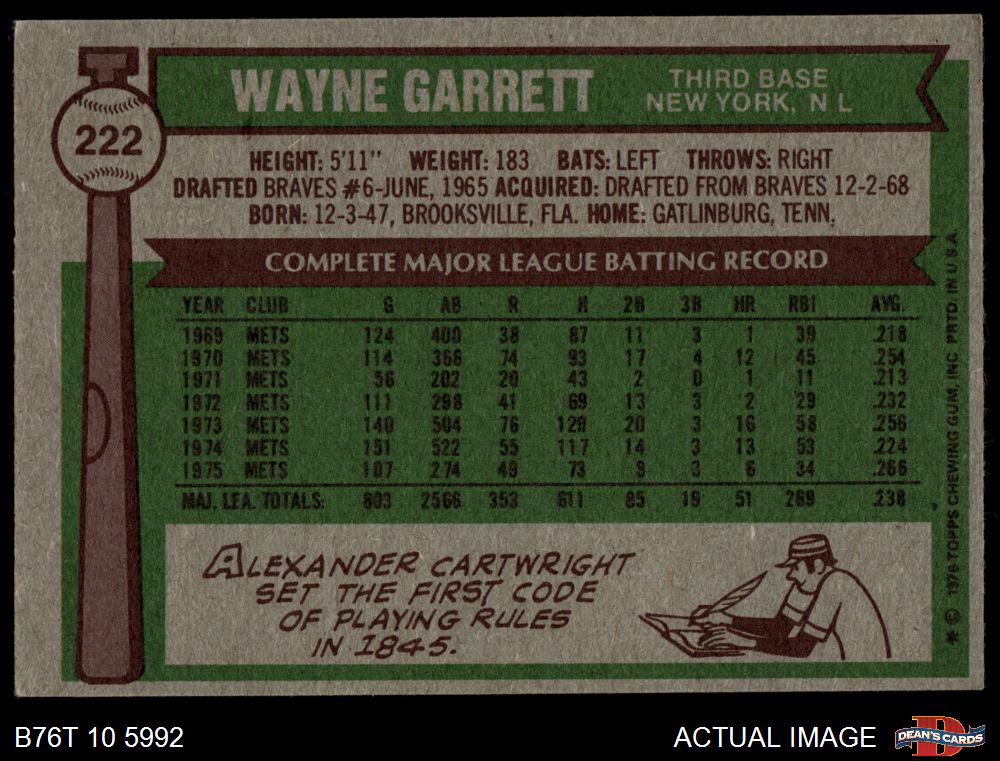 222
WAYNE GARRETT
THIRD BASE
NEW YORK, N L
HEIGHT: 5'11" WEIGHT: 183 BATS: LEFT THROWS: RIGHT
DRAFTED BRAVES #6-JUNE, 1965 ACQUIRED: DRAFTED FROM BRAVES 12-2-68
BORN: 12-3-47, BROOKSVILLE, FLA. HOME: GATLINBURG, TENN.
COMPLETE MAJOR LEAGUE BATTING RECORD
YEAR CLUB G AB R H 2B 3B HR RBI AVG.
1969 METS 124 400 38 87 11 3 1 39 .218
1970 METS 114 366 74 93 17 4 12 45 .254
1971 METS 56 202 20 43 2 0 1 11 .213
1972 METS 111 298 41 69 13 3 2 29 .232
1973 METS 140 504 76 129 20 3 16 58 .256
1974 METS 151 522 55 117 14 3 13 53 .224
1975 METS 107 274 49 73 9 3 6 34 .266
MAJ. LEA. TOTALS: 803 2566 353 611 85 19 51 269 .238
ALEXANDER CARTWRIGHT
SET THE FIRST CODE
OF PLAYING RULES
IN 1845.
* © 1976 TOPPS CHEWING GUM, INC PRTD. IN U S A
B76T 10 5992
ACTUAL IMAGE
D
DEAN'S CARDS